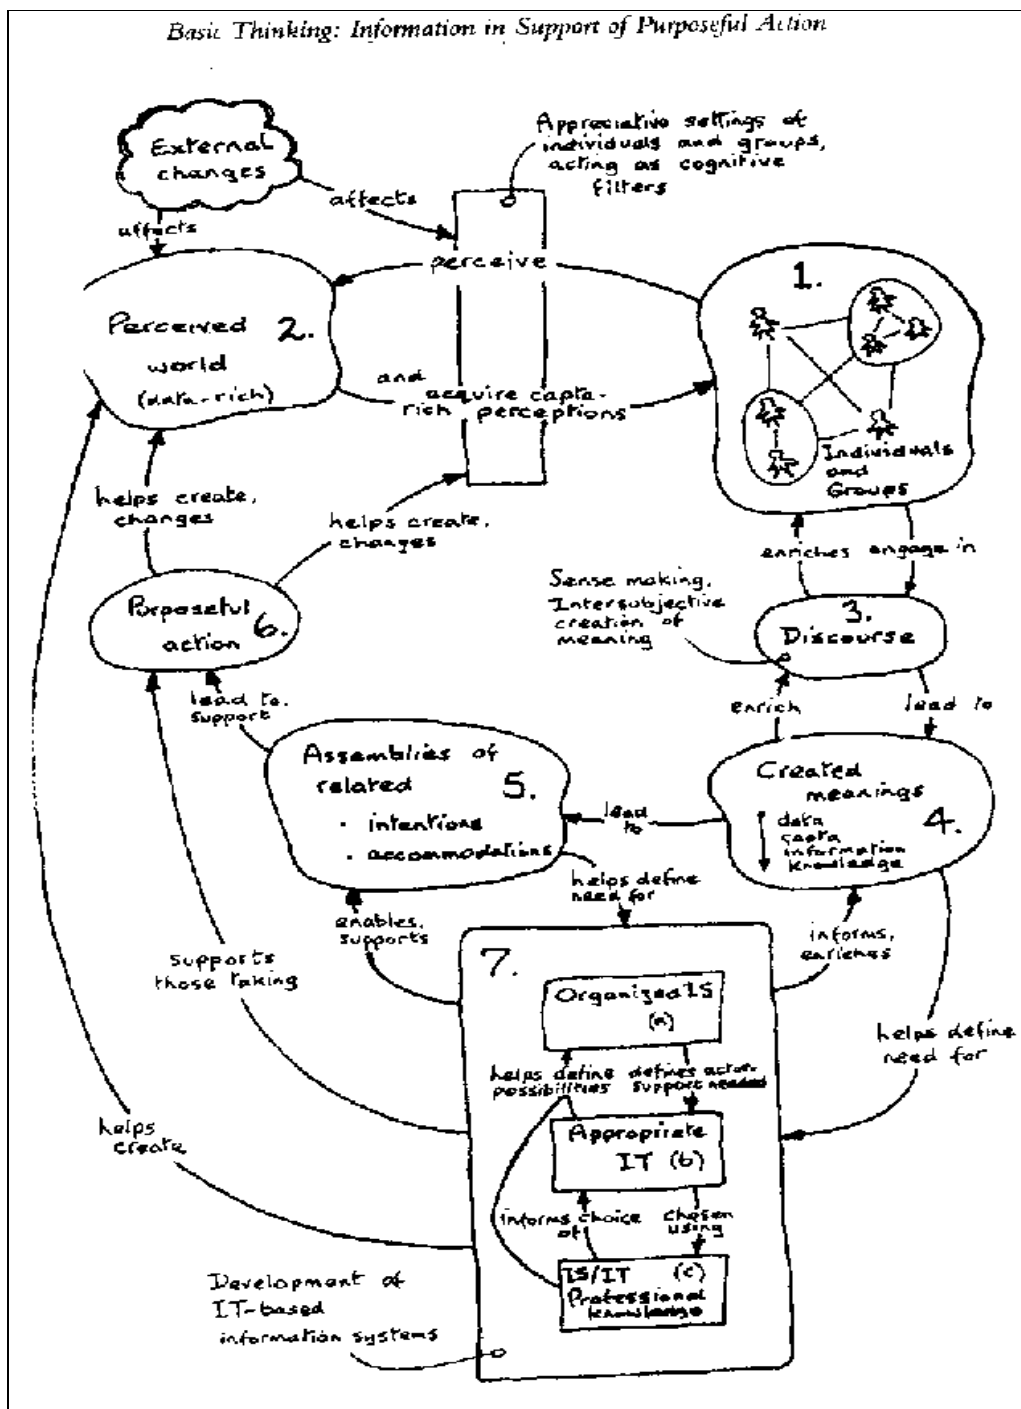 Basic Thinking: Information in Support of Purposeful Action
External
changes
Appreciative settings of
individuals and groups,
acting as cognitive
filters
affects
affects
perceive
1.
Perceived 2.
world
(data-rich)
and
acquire capta-
rich perceptions
Individuals
and
Groups
helps create,
changes
helps create,
changes
enriches engage in
Sense making,
Intersubjective
creation of
meaning
3.
Discourse
Purposeful
action 6.
lead to,
support
enrich
lead to
Assemblies of
related 5.
· intentions
· accommodations
lead
to
Created
meanings
4.
data
capta
information
knowledge
helps define
need for
enables,
supports
informs,
enriches
supports
those taking
7.
Organized IS
(a)
helps define
need for
helps define
possibilities
defines action
support needed
Appropriate
IT (b)
helps
create
informs choice
of
chosen
using
IS/IT (c)
Professional
knowledge
Development of
IT-based
information systems